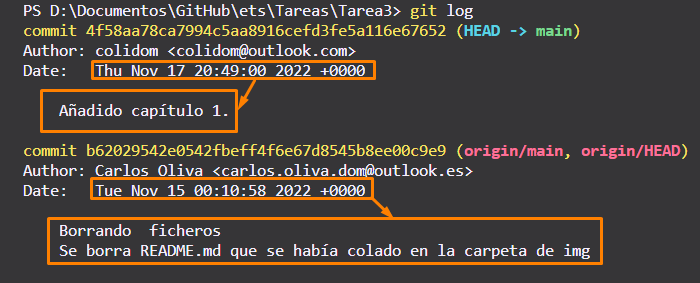 PS D:\Documentos\GitHub\ets\Tareas\Tarea3> git log
commit 4f58aa78ca7994c5aa8916cefd3fe5a116e67652 (HEAD -> main)
Author: colidom <colidom@outlook.com>
Date:   Thu Nov 17 20:49:00 2022 +0000
Añadido capítulo 1.
commit b62029542e0542fbeff4f6e67d8545b8ee00c9e9 (origin/main, origin/HEAD)
Author: Carlos Oliva <carlos.oliva.dom@outlook.es>
Date:   Tue Nov 15 00:10:58 2022 +0000
Borrando  ficheros
Se borra README.md que se había colado en la carpeta de img